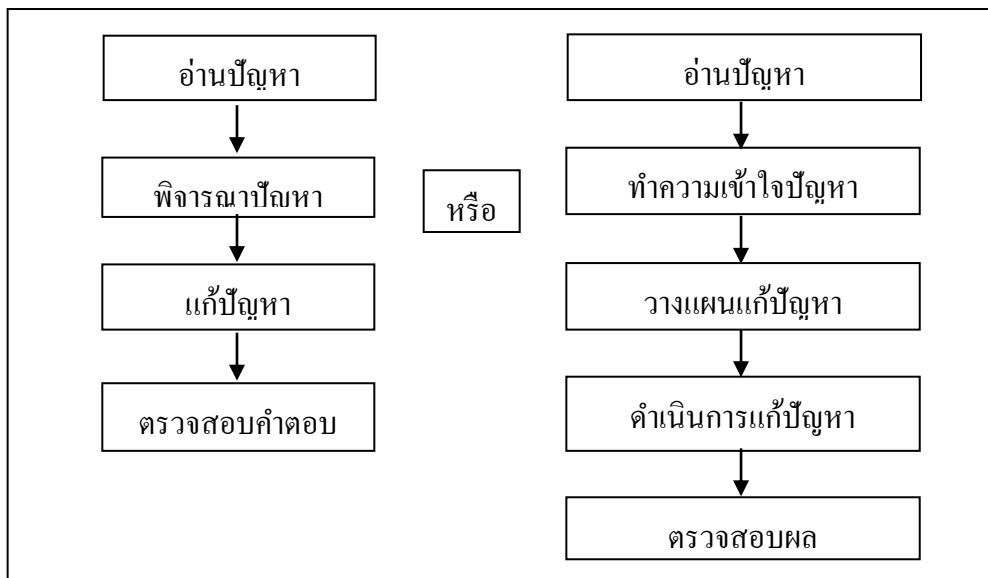 อ่านปัญหา
พิจารณาปัญหา
แก้ปัญหา
ตรวจสอบคำตอบ
หรือ
อ่านปัญหา
ทำความเข้าใจปัญหา
วางแผนแก้ปัญหา
ดำเนินการแก้ปัญหา
ตรวจสอบผล